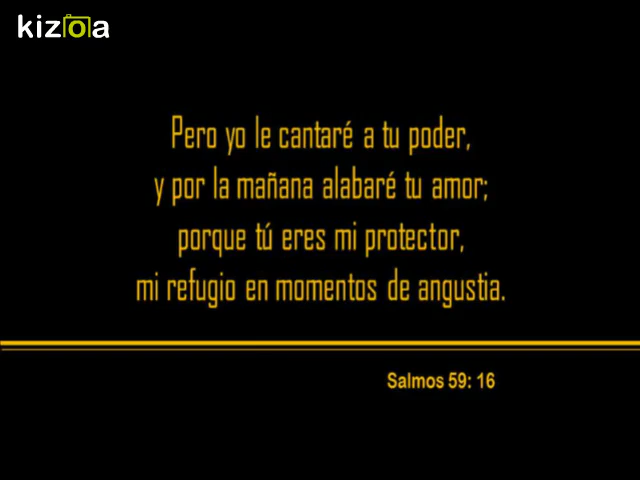 kizoa
Pero yo le cantaré a tu poder,
y por la mañana alabaré tu amor;
porque tú eres mi protector,
mi refugio en momentos de angustia.
Salmos 59: 16